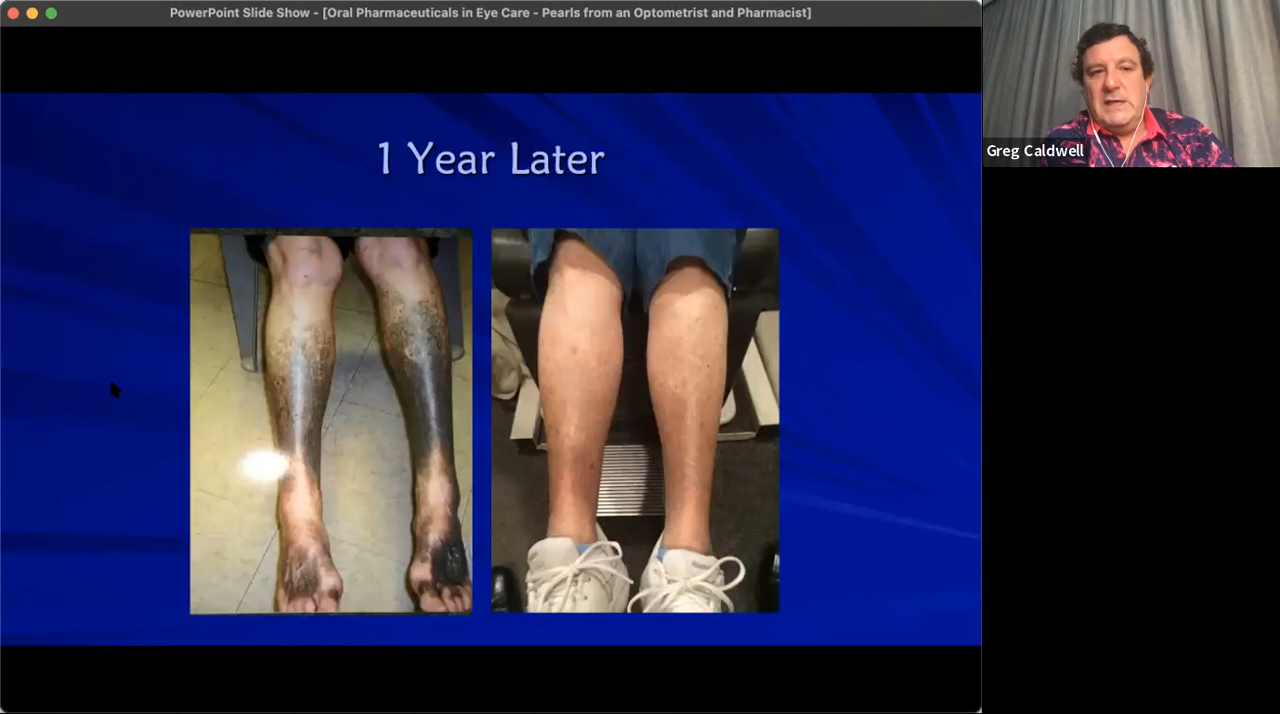 PowerPoint Slide Show - [Oral Pharmaceuticals in Eye Care - Pearls from an Optometrist and Pharmacist]
1 Year Later
Greg Caldwell